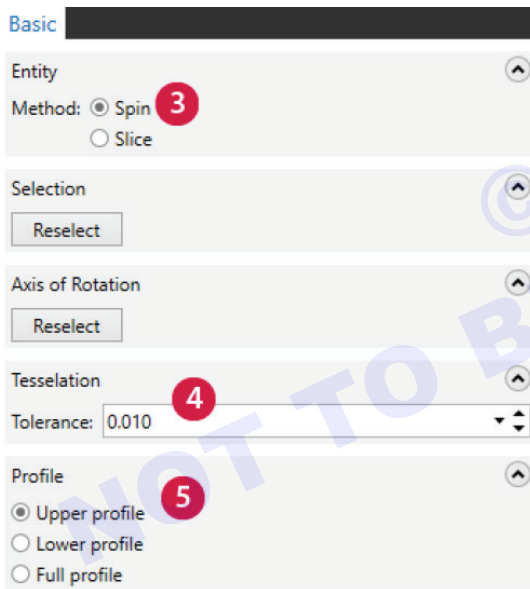 Basic
Entity
Method: Spin 3
Slice
Selection
Reselect
Axis of Rotation
Reselect
Tesselation
Tolerance: 0.010 4
Profile
Upper profile 5
Lower profile
Full profile
©
NOT TO B